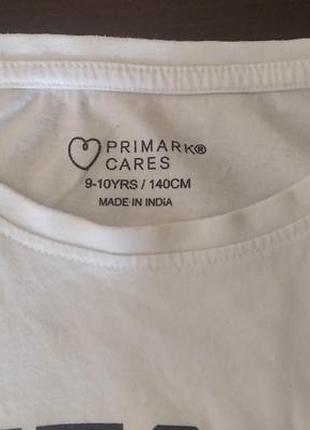 PRIMARK®
CARES
9-10YRS / 140CM
MADE IN INDIA